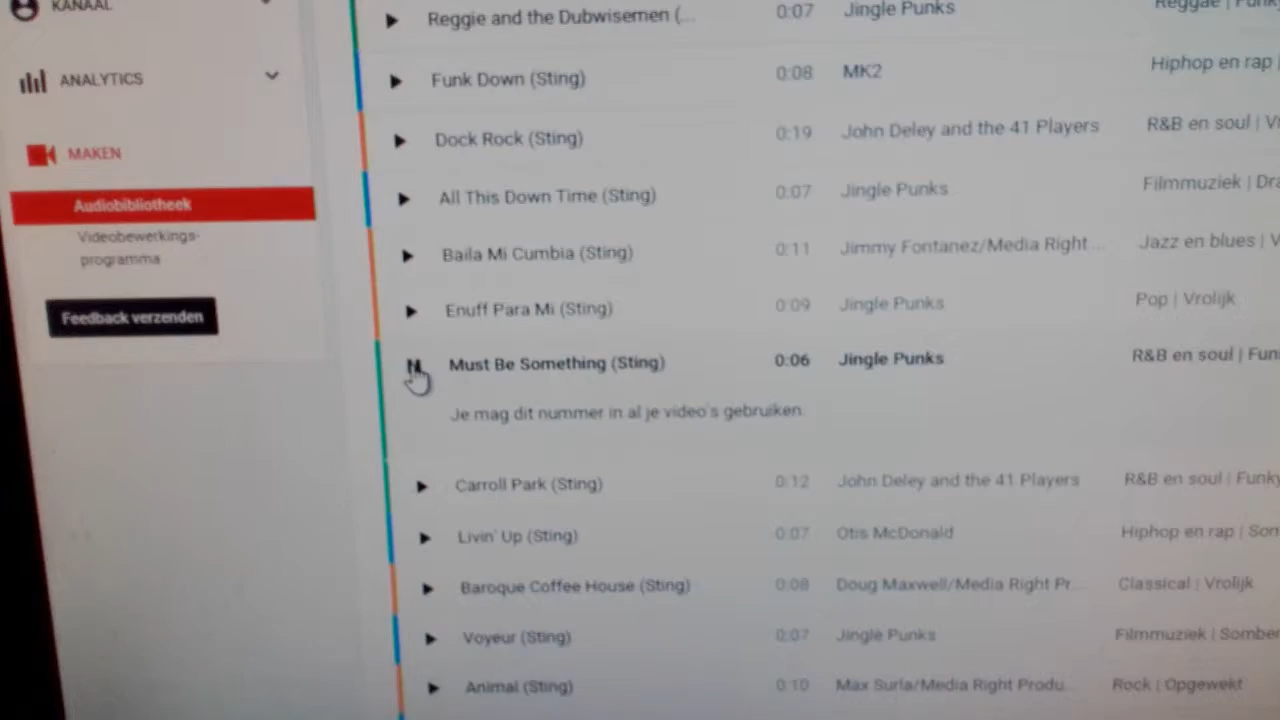 KANAAL
ANALYTICS
MAKEN
Audiobibliotheek
Videobewerkings-
programma
Feedback verzenden
Reggie and the Dubwisemen (... 0:07 Jingle Punks Reggae |
Funk Down (Sting) 0:08 MK2 Hiphop en rap |
Dock Rock (Sting) 0:19 John Deley and the 41 Players R&B en soul |
All This Down Time (Sting) 0:07 Jingle Punks Filmmuziek | Dra
Baila Mi Cumbia (Sting) 0:11 Jimmy Fontanez/Media Right... Jazz en blues | V
Enuff Para Mi (Sting) 0:09 Jingle Punks Pop | Vrolijk
Must Be Something (Sting) 0:06 Jingle Punks R&B en soul | Fun
Je mag dit nummer in al je video's gebruiken.
Carroll Park (Sting) 0:12 John Deley and the 41 Players R&B en soul | Funky
Livin' Up (Sting) 0:07 Otis McDonald Hiphop en rap | Som
Baroque Coffee House (Sting) 0:08 Doug Maxwell/Media Right Pr... Classical | Vrolijk
Voyeur (Sting) 0:07 Jingle Punks Filmmuziek | Somber
Animal (Sting) 0:10 Max Surla/Media Right Produ... Rock | Opgewekt